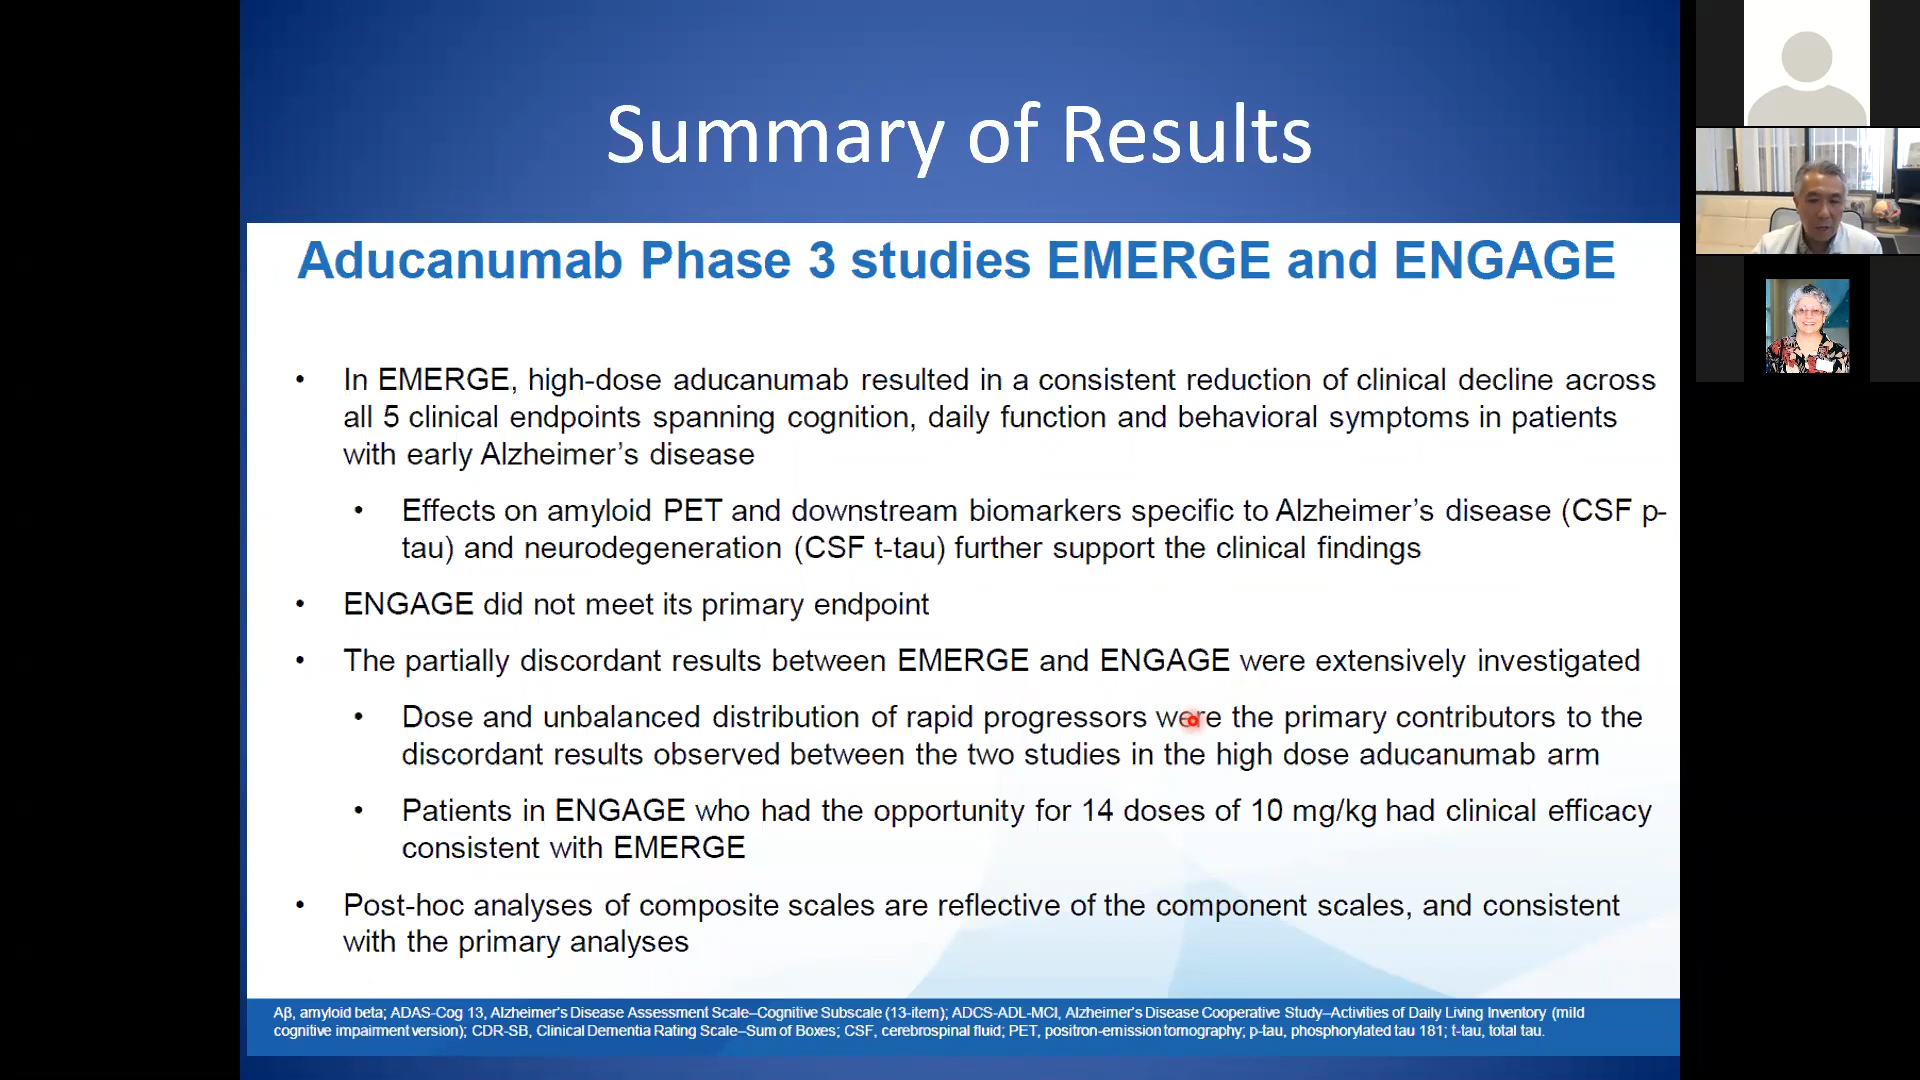 Summary of Results
Aducanumab Phase 3 studies EMERGE and ENGAGE
• In EMERGE, high-dose aducanumab resulted in a consistent reduction of clinical decline across
all 5 clinical endpoints spanning cognition, daily function and behavioral symptoms in patients
with early Alzheimer’s disease
• Effects on amyloid PET and downstream biomarkers specific to Alzheimer’s disease (CSF p-
tau) and neurodegeneration (CSF t-tau) further support the clinical findings
• ENGAGE did not meet its primary endpoint
• The partially discordant results between EMERGE and ENGAGE were extensively investigated
• Dose and unbalanced distribution of rapid progressors were the primary contributors to the
discordant results observed between the two studies in the high dose aducanumab arm
• Patients in ENGAGE who had the opportunity for 14 doses of 10 mg/kg had clinical efficacy
consistent with EMERGE
• Post-hoc analyses of composite scales are reflective of the component scales, and consistent
with the primary analyses
Aβ, amyloid beta; ADAS-Cog 13, Alzheimer’s Disease Assessment Scale–Cognitive Subscale (13-item); ADCS-ADL-MCI, Alzheimer’s Disease Cooperative Study–Activities of Daily Living Inventory (mild
cognitive impairment version); CDR-SB, Clinical Dementia Rating Scale–Sum of Boxes; CSF, cerebrospinal fluid; PET, positron-emission tomography; p-tau, phosphorylated tau 181; t-tau, total tau.